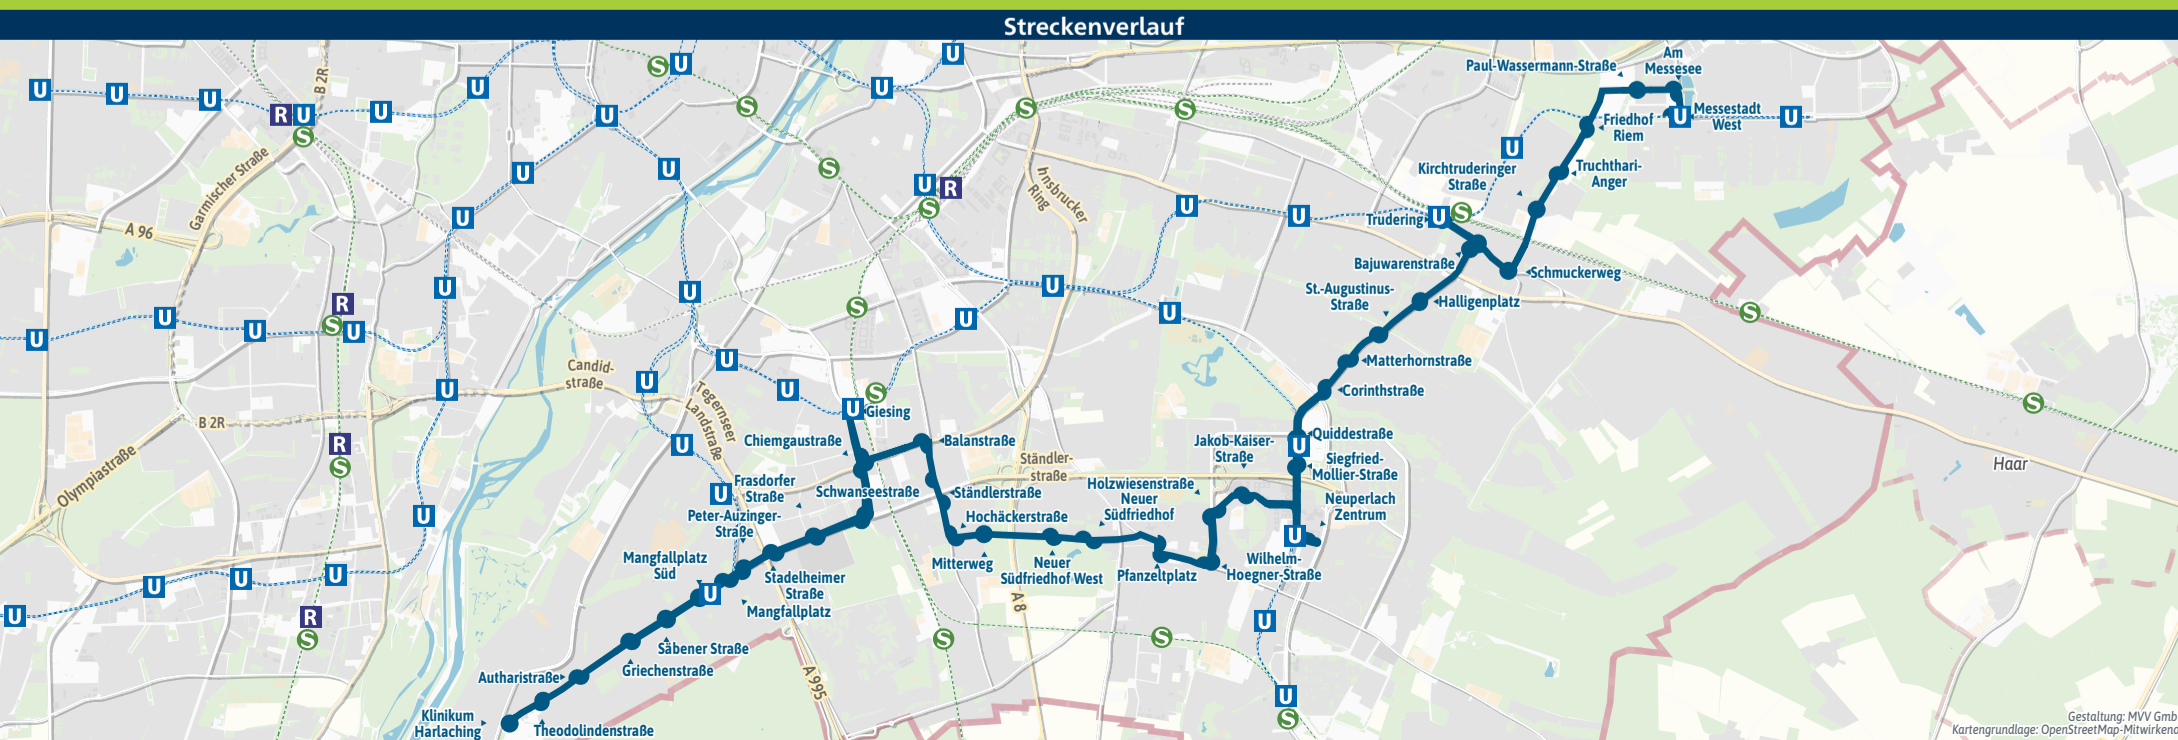 Streckenverlauf
Am
Messesee
Paul-Wassermann-Straße
Messestadt
West
Friedhof
Riem
Truchthari-
Anger
Kirchtruderinger
Straße
Trudering
Bajuwarenstraße
Schmuckerweg
St.-Augustinus-
Straße
Halligenplatz
Matterhornstraße
Corinthstraße
Quiddestraße
Siegfried-
Mollier-Straße
Neuperlach
Zentrum
Jakob-Kaiser-
Straße
Holzwiesenstraße
Neuer
Südfriedhof
Wilhelm-
Hoegner-Straße
Pfanzeltplatz
Neuer
Südfriedhof West
Mitterweg
Hochäckerstraße
Ständlerstraße
Balanstraße
Giesing
Chiemgaustraße
Schwanseestraße
Frasdorfer
Straße
Peter-Auzinger-
Straße
Stadelheimer
Straße
Mangfallplatz
Mangfallplatz
Süd
Säbener Straße
Griechenstraße
Autharistraße
Theodolindenstraße
Klinikum
Harlaching
B 2R
Garmischer Straße
A 96
B 2R
Olympiastraße
Candid-
straße
Tegernseer
Landstraße
Innsbrucker
Ring
Ständler-
straße
A 8
A 995
Haar
U
U
U
R
U
S
U
U
U
S
U
S
U
U
S
U
S
S
U
U
U
R
S
U
U
U
U
S
U
U
U
U
U
R
S
U
U
U
U
S
U
U
U
S
S
U
U
U
U
S
U
S
R
S
U
U
U
U
U
U
U
U
U
U
R
S
S
S
U
U
S
Gestaltung: MVV Gmb
Kartengrundlage: OpenStreetMap-Mitwirkend